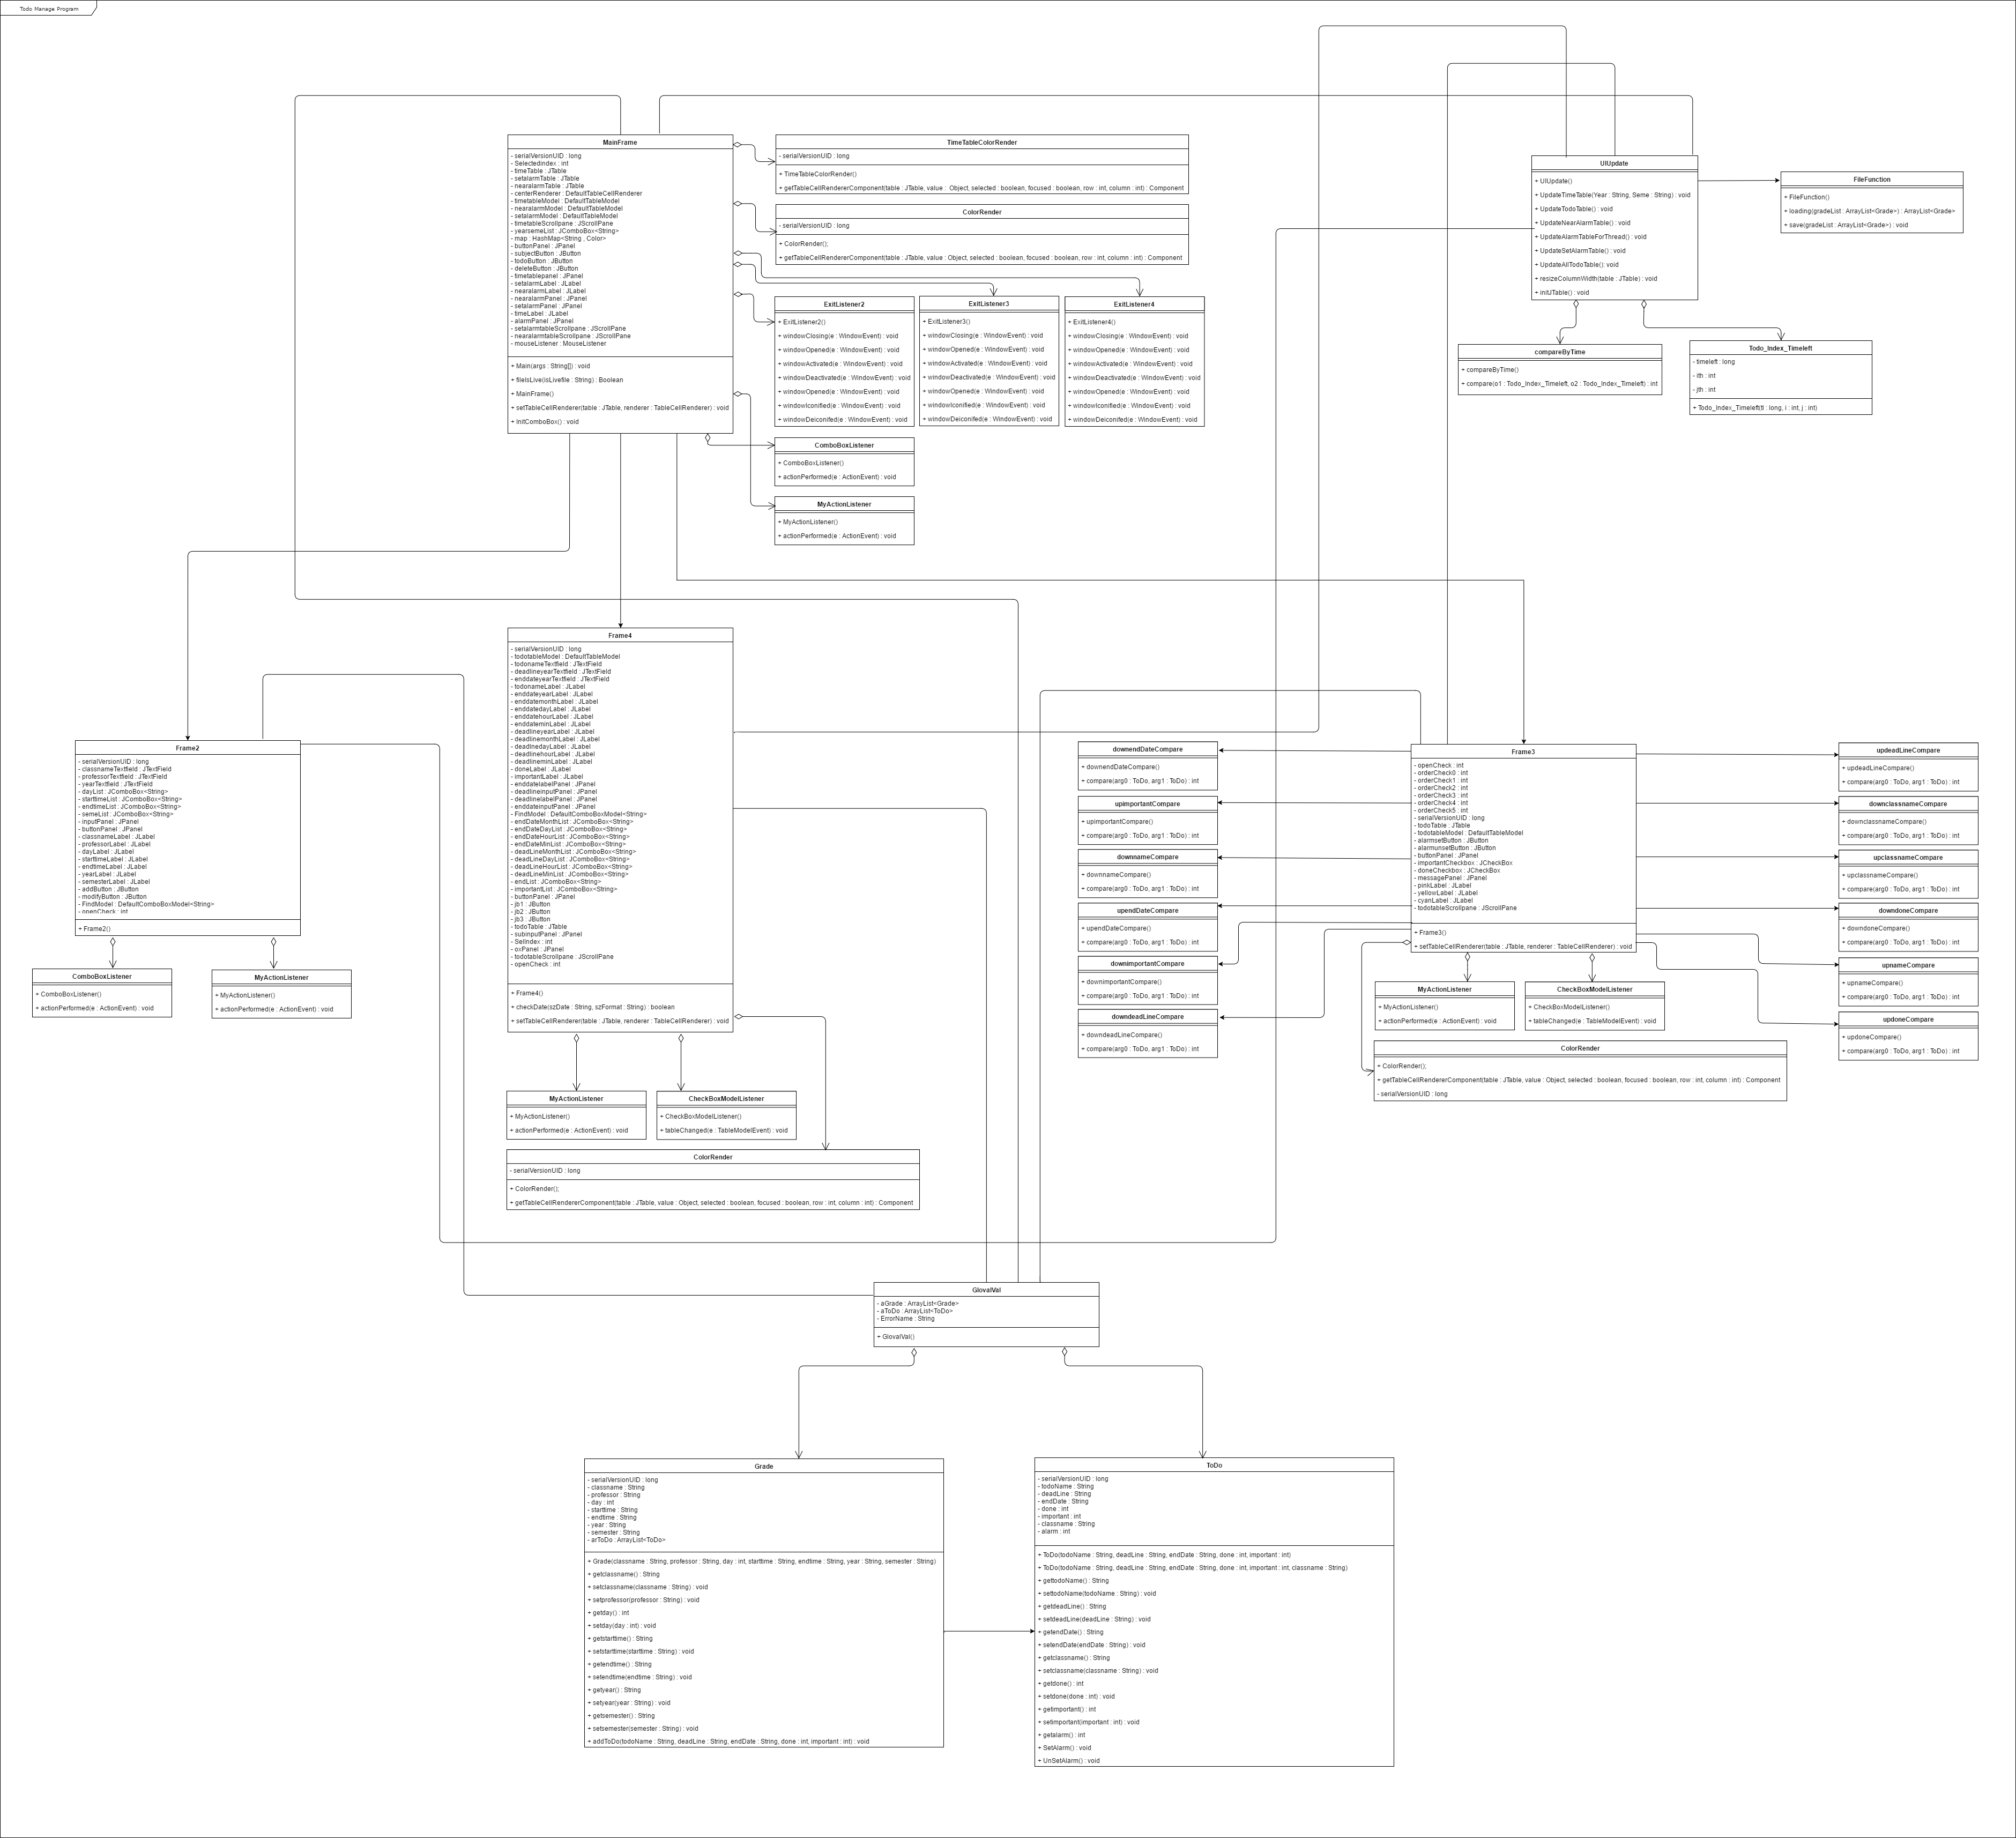 Todo Manage Program
MainFrame
- serialVersionUID : long
- SelectedIndex : int
- timeTable : JTable
- setalarmTable : JTable
- nearalarmTable : JTable
- centerRenderer : DefaultTableCellRenderer
- timetableModel : DefaultTableModel
- nearalarmModel : DefaultTableModel
- setalarmModel : DefaultTableModel
- timetableScrollpane : JScrollPane
- yearsemeList : JComboBox<String>
- map : HashMap<String , Color>
- buttonPanel : JPanel
- subjectButton : JButton
- todoButton : JButton
- deleteButton : JButton
- timetablepanel : JPanel
- setalarmLabel : JLabel
- nearalarmLabel : JLabel
- nearalarmPanel : JPanel
- setalarmPanel : JPanel
- timeLabel : JLabel
- alarmPanel : JPanel
- setalarmtableScrollpane : JScrollPane
- nearalarmtableScrollpane : JScrollPane
- mouseListener : MouseListener
+ Main(args : String[]) : void
+ fileIsLive(isLivefile : String) : Boolean
+ MainFrame()
+ setTableCellRenderer(table : JTable, renderer : TableCellRenderer) : void
+ InitComboBox() : void
TimeTableColorRender
- serialVersionUID : long
+ TimeTableColorRender()
+ getTableCellRendererComponent(table : JTable, value : Object, selected : boolean, focused : boolean, row : int, column : int) : Component
ColorRender
- serialVersionUID : long
+ ColorRender();
+ getTableCellRendererComponent(table : JTable, value : Object, selected : boolean, focused : boolean, row : int, column : int) : Component
ExitListener2
+ ExitListener2()
+ windowClosing(e : WindowEvent) : void
+ windowOpened(e : WindowEvent) : void
+ windowActivated(e : WindowEvent) : void
+ windowDeactivated(e : WindowEvent) : void
+ windowOpened(e : WindowEvent) : void
+ windowIconified(e : WindowEvent) : void
+ windowDeiconifed(e : WindowEvent) : void
ExitListener3
+ ExitListener3()
+ windowClosing(e : WindowEvent) : void
+ windowOpened(e : WindowEvent) : void
+ windowActivated(e : WindowEvent) : void
+ windowDeactivated(e : WindowEvent) : void
+ windowOpened(e : WindowEvent) : void
+ windowIconified(e : WindowEvent) : void
+ windowDeiconifed(e : WindowEvent) : void
ExitListener4
+ ExitListener4()
+ windowClosing(e : WindowEvent) : void
+ windowOpened(e : WindowEvent) : void
+ windowActivated(e : WindowEvent) : void
+ windowDeactivated(e : WindowEvent) : void
+ windowOpened(e : WindowEvent) : void
+ windowIconified(e : WindowEvent) : void
+ windowDeiconifed(e : WindowEvent) : void
ComboBoxListener
+ ComboBoxListener()
+ actionPerformed(e : ActionEvent) : void
MyActionListener
+ MyActionListener()
+ actionPerformed(e : ActionEvent) : void
UIUpdate
+ UIUpdate()
+ UpdateTimeTable(Year : String, Seme : String) : void
+ UpdateTodoTable() : void
+ UpdateNearAlarmTable() : void
+ UpdateAlarmTableForThread() : void
+ UpdateSetAlarmTable() : void
+ UpdateAllTodoTable(): void
+ resizeColumnWidth(table : JTable) : void
+ initJTable() : void
FileFunction
+ FileFunction()
+ loading(gradeList : ArrayList<Grade>) : ArrayList<Grade>
+ save(gradeList : ArrayList<Grade>) : void
compareByTime
+ compareByTime()
+ compare(o1 : Todo_Index_Timeleft, o2 : Todo_Index_Timeleft) : int
Todo_Index_Timeleft
- timeleft : long
- ith : int
- jth : int
+ Todo_Index_Timeleft(tl : long, i : int, j : int)
Frame2
- serialVersionUID : long
- classnameTextfield : JTextField
- professorTextfield : JTextField
- yearTextfield : JTextField
- dayList : JComboBox<String>
- starttimeList : JComboBox<String>
- endtimeList : JComboBox<String>
- semeList : JComboBox<String>
- inputPanel : JPanel
- buttonPanel : JPanel
- classnameLabel : JLabel
- professorLabel : JLabel
- dayLabel : JLabel
- starttimeLabel : JLabel
- endtimeLabel : JLabel
- yearLabel : JLabel
- semesterLabel : JLabel
- addButton : JButton
- modifyButton : JButton
- FindModel : DefaultComboBoxModel<String>
- openCheck : int
+ Frame2()
ComboBoxListener
+ ComboBoxListener()
+ actionPerformed(e : ActionEvent) : void
MyActionListener
+ MyActionListener()
+ actionPerformed(e : ActionEvent) : void
Frame4
- serialVersionUID : long
- todotableModel : DefaultTableModel
- todonameTextfield : JTextField
- deadlineyearTextfield : JTextField
- enddateyearTextfield : JTextField
- todonameLabel : JLabel
- enddateyearLabel : JLabel
- enddatemonthLabel : JLabel
- enddatedayLabel : JLabel
- enddatehourLabel : JLabel
- enddateminLabel : JLabel
- deadlineyearLabel : JLabel
- deadlinemonthLabel : JLabel
- deadlinedayLabel : JLabel
- deadlinehourLabel : JLabel
- deadlineminLabel : JLabel
- doneLabel : JLabel
- importantLabel : JLabel
- enddatelabelPanel : JPanel
- deadlineinputPanel : JPanel
- deadlinelabelPanel : JPanel
- enddateinputPanel : JPanel
- FindModel : DefaultComboBoxModel<String>
- endDateMonthList : JComboBox<String>
- endDateDayList : JComboBox<String>
- endDateHourList : JComboBox<String>
- endDateMinList : JComboBox<String>
- deadLineMonthList : JComboBox<String>
- deadLineDayList : JComboBox<String>
- deadLineHourList : JComboBox<String>
- deadLineMinList : JComboBox<String>
- endList : JComboBox<String>
- importantList : JComboBox<String>
- buttonPanel : JPanel
- jb1 : JButton
- jb2 : JButton
- jb3 : JButton
- todoTable : JTable
- subinputPanel : JPanel
- SelIndex : int
- oxPanel : JPanel
- todotableScrollpane : JScrollPane
- openCheck : int
+ Frame4()
+ checkDate(szDate : String, szFormat : String) : boolean
+ setTableCellRenderer(table : JTable, renderer : TableCellRenderer) : void
MyActionListener
+ MyActionListener()
+ actionPerformed(e : ActionEvent) : void
CheckBoxModelListener
+ CheckBoxModelListener()
+ tableChanged(e : TableModelEvent) : void
ColorRender
- serialVersionUID : long
+ ColorRender();
+ getTableCellRendererComponent(table : JTable, value : Object, selected : boolean, focused : boolean, row : int, column : int) : Component
downendDateCompare
+ downendDateCompare()
+ compare(arg0 : ToDo, arg1 : ToDo) : int
upimportantCompare
+ upimportantCompare()
+ compare(arg0 : ToDo, arg1 : ToDo) : int
downnameCompare
+ downnameCompare()
+ compare(arg0 : ToDo, arg1 : ToDo) : int
upendDateCompare
+ upendDateCompare()
+ compare(arg0 : ToDo, arg1 : ToDo) : int
downimportantCompare
+ downimportantCompare()
+ compare(arg0 : ToDo, arg1 : ToDo) : int
downdeadLineCompare
+ downdeadLineCompare()
+ compare(arg0 : ToDo, arg1 : ToDo) : int
Frame3
- openCheck : int
- orderCheck0 : int
- orderCheck1 : int
- orderCheck2 : int
- orderCheck3 : int
- orderCheck4 : int
- orderCheck5 : int
- serialVersionUID : long
- todoTable : JTable
- todotableModel : DefaultTableModel
- alarmsetButton : JButton
- alarmunsetButton : JButton
- buttonPanel : JPanel
- importantCheckbox : JCheckBox
- doneCheckbox : JCheckBox
- messagePanel : JPanel
- pinkLabel : JLabel
- yellowLabel : JLabel
- cyanLabel : JLabel
- todotableScrollpane : JScrollPane
+ Frame3()
+ setTableCellRenderer(table : JTable, renderer : TableCellRenderer) : void
MyActionListener
+ MyActionListener()
+ actionPerformed(e : ActionEvent) : void
CheckBoxModelListener
+ CheckBoxModelListener()
+ tableChanged(e : TableModelEvent) : void
ColorRender
+ ColorRender();
+ getTableCellRendererComponent(table : JTable, value : Object, selected : boolean, focused : boolean, row : int, column : int) : Component
- serialVersionUID : long
updeadLineCompare
+ updeadLineCompare()
+ compare(arg0 : ToDo, arg1 : ToDo) : int
downclassnameCompare
+ downclassnameCompare()
+ compare(arg0 : ToDo, arg1 : ToDo) : int
upclassnameCompare
+ upclassnameCompare()
+ compare(arg0 : ToDo, arg1 : ToDo) : int
downdoneCompare
+ downdoneCompare()
+ compare(arg0 : ToDo, arg1 : ToDo) : int
upnameCompare
+ upnameCompare()
+ compare(arg0 : ToDo, arg1 : ToDo) : int
updoneCompare
+ updoneCompare()
+ compare(arg0 : ToDo, arg1 : ToDo) : int
GlovalVal
- aGrade : ArrayList<Grade>
- aToDo : ArrayList<ToDo>
- ErrorName : String
+ GlovalVal()
Grade
- serialVersionUID : long
- classname : String
- professor : String
- day : int
- starttime : String
- endtime : String
- year : String
- semester : String
- arToDo : ArrayList<ToDo>
+ Grade(classname : String, professor : String, day : int, starttime : String, endtime : String, year : String, semester : String)
+ getclassname() : String
+ setclassname(classname : String) : void
+ setprofessor(professor : String) : void
+ getday() : int
+ setday(day : int) : void
+ getstarttime() : String
+ setstarttime(starttime : String) : void
+ getendtime() : String
+ setendtime(endtime : String) : void
+ getyear() : String
+ setyear(year : String) : void
+ getsemester() : String
+ setsemester(semester : String) : void
+ addToDo(todoName : String, deadLine : String, endDate : String, done : int, important : int) : void
ToDo
- serialVersionUID : long
- todoName : String
- deadLine : String
- endDate : String
- done : int
- important : int
- classname : String
- alarm : int
+ ToDo(todoName : String, deadLine : String, endDate : String, done : int, important : int)
+ ToDo(todoName : String, deadLine : String, endDate : String, done : int, important : int, classname : String)
+ gettodoName() : String
+ settodoName(todoName : String) : void
+ getdeadLine() : String
+ setdeadLine(deadLine : String) : void
+ getendDate() : String
+ setendDate(endDate : String) : void
+ getclassname() : String
+ setclassname(classname : String) : void
+ getdone() : int
+ setdone(done : int) : void
+ getimportant() : int
+ setimportant(important : int) : void
+ getalarm() : int
+ SetAlarm() : void
+ UnSetAlarm() : void